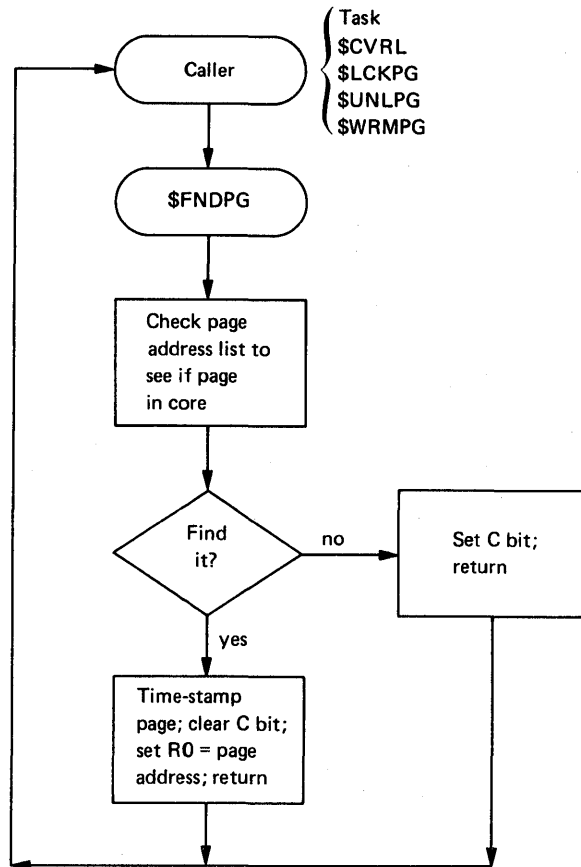 Caller
Task
$CVRL
$LCKPG
$UNLPG
$WRMPG
$FNDPG
Check page
address list to
see if page
in core
Find
it?
no
Set C bit;
return
yes
Time-stamp
page; clear C bit;
set R0 = page
address; return